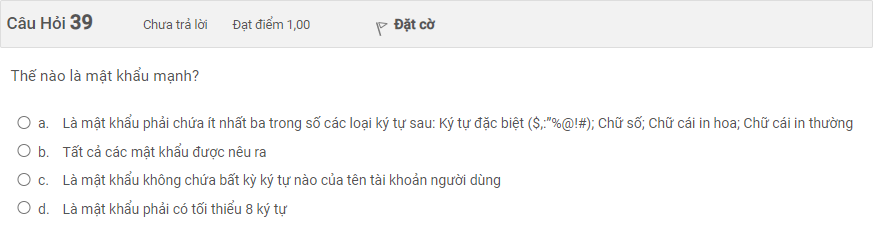 Câu Hỏi 39 Chưa trả lời Đạt điểm 1,00 Đặt cờ
Thế nào là mật khẩu mạnh?
a. Là mật khẩu phải chứa ít nhất ba trong số các loại ký tự sau: Ký tự đặc biệt ($,:"%@!#); Chữ số; Chữ cái in hoa; Chữ cái in thường
b. Tất cả các mật khẩu được nêu ra
c. Là mật khẩu không chứa bất kỳ ký tự nào của tên tài khoản người dùng
d. Là mật khẩu phải có tối thiểu 8 ký tự